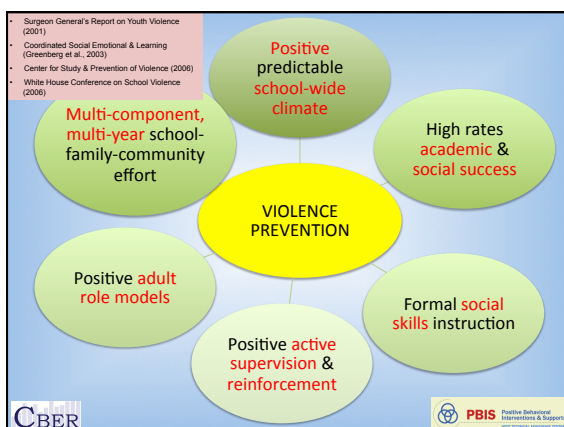 • Surgeon General's Report on Youth Violence
(2001)
• Coordinated Social Emotional & Learning
(Greenberg et al., 2003)
• Center for Study & Prevention of Violence (2006)
• White House Conference on School Violence
(2006)
Positive
predictable
school-wide
climate
Multi-component,
multi-year school-
family-community
effort
High rates
academic &
social success
VIOLENCE
PREVENTION
Positive adult
role models
Formal social
skills instruction
Positive active
supervision &
reinforcement
CBER
PBIS
Positive Behavioral
Interventions & Supports